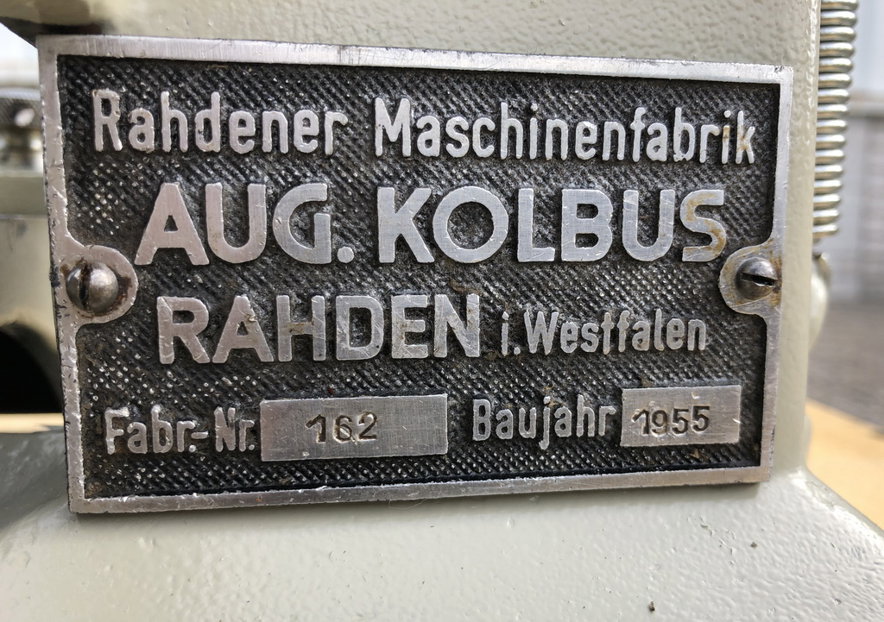 Rahdener Maschinenfabrik
AUG. KOLBUS
RAHDEN i. Westfalen
Fabr.-Nr. 162 Baujahr 1955